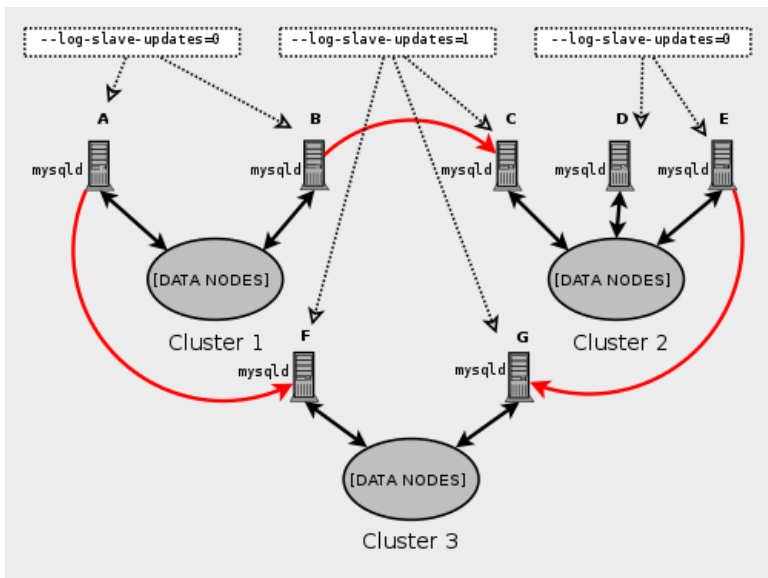 --log-slave-updates=0
--log-slave-updates=1
--log-slave-updates=0
A
B
C
D
E
mysqld
mysqld
mysqld
mysqld
mysqld
[DATA NODES]
[DATA NODES]
Cluster 1
Cluster 2
F
G
mysqld
mysqld
[DATA NODES]
Cluster 3